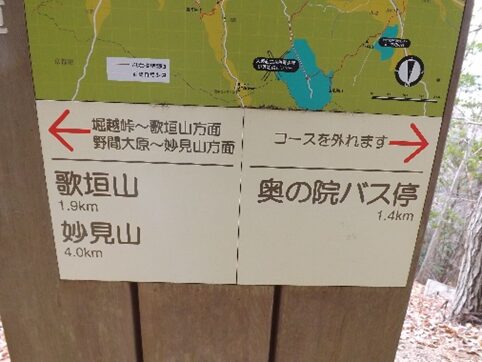 堀越峠～歌垣山方面
野間大原～妙見山方面
歌垣山
1.9km
妙見山
4.0km
コースを外れます
奥の院バス停
1.4km